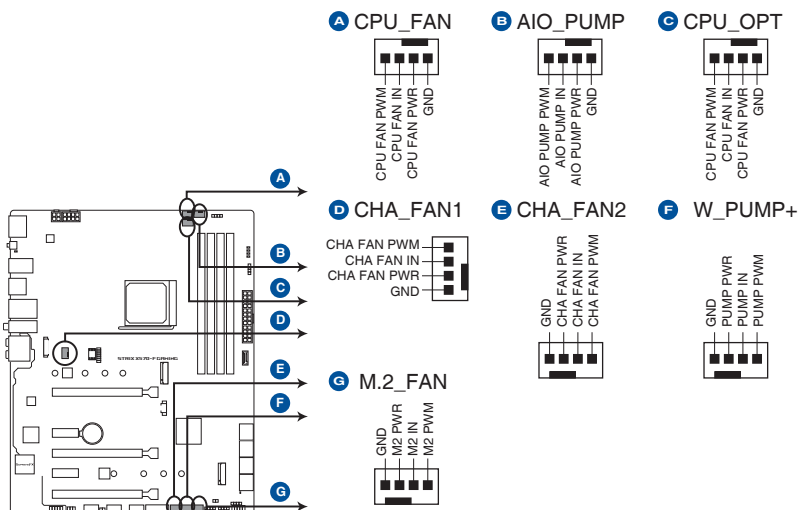 A CPU_FAN
CPU FAN PWM
CPU FAN IN
CPU FAN PWR
GND
B AIO_PUMP
AIO PUMP PWM
AIO PUMP IN
AIO PUMP PWR
GND
C CPU_OPT
CPU FAN PWM
CPU FAN IN
CPU FAN PWR
GND
A
B
C
D
E
F
G
STRIX X570-F GAMING
D CHA_FAN1
CHA FAN PWM
CHA FAN IN
CHA FAN PWR
GND
E CHA_FAN2
GND
CHA FAN PWR
CHA FAN IN
CHA FAN PWM
F W_PUMP+
GND
PUMP PWR
PUMP IN
PUMP PWM
G M.2_FAN
GND
M2 PWR
M2 IN
M2 PWM